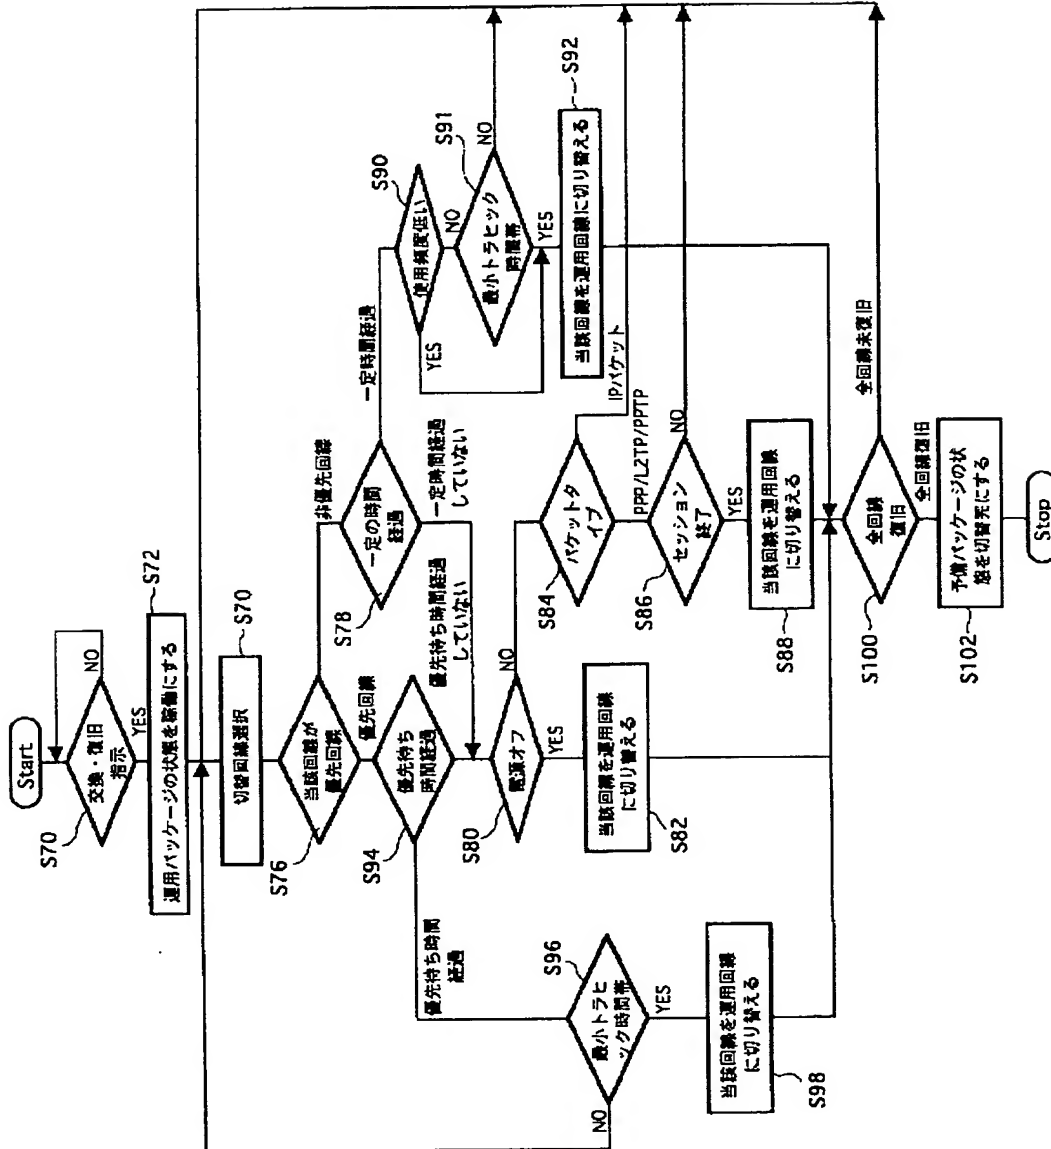 Start
交換・復旧
指示
S70
NO
YES
運用パッケージの状態を稼働にする
S72
切替回線選択
S70
当該回線が
優先回線
S76
非優先回線
優先回線
一定の時間
経過
S78
一定時間経過
一定時間経過
していない
使用頻度低い
S90
YES
NO
最小トラヒック
時間帯
S91
NO
YES
当該回線を運用回線に切り替える
S92
優先待ち
時間経過
S94
優先待ち時間
経過
優先待ち時間経過
していない
最小トラヒ
ック時間帯
S96
NO
YES
当該回線を運用回線
に切り替える
S98
電源オフ
S80
NO
YES
当該回線を運用回線
に切り替える
S82
パケットタ
イプ
S84
IPパケット
PPP/L2TP/PPTP
セッション
終了
S86
NO
YES
当該回線を運用回線
に切り替える
S88
全回線
復旧
S100
全回線未復旧
全回線復旧
予備パッケージの状
態を切替元にする
S102
Stop